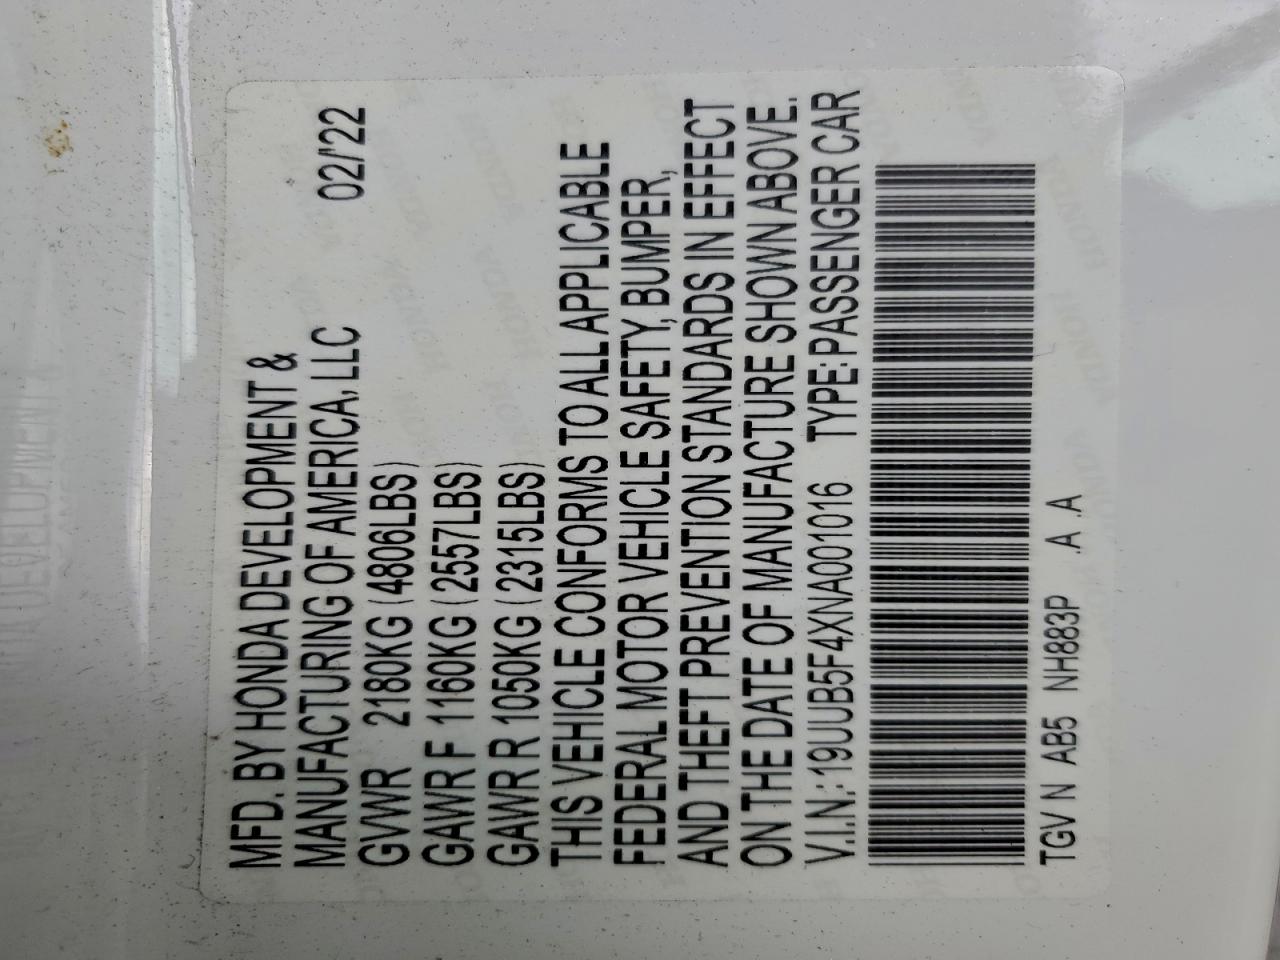 MFD. BY HONDA DEVELOPMENT &
MANUFACTURING OF AMERICA, LLC 02/'22
GVWR 2180KG (4806LBS)
GAWR F 1160KG (2557LBS)
GAWR R 1050KG (2315LBS)
THIS VEHICLE CONFORMS TO ALL APPLICABLE
FEDERAL MOTOR VEHICLE SAFETY, BUMPER,
AND THEFT PREVENTION STANDARDS IN EFFECT
ON THE DATE OF MANUFACTURE SHOWN ABOVE.
V.I.N.:19UUB5F4XNA001016 TYPE:PASSENGER CAR
TGV N AB5 NH883P .A .A